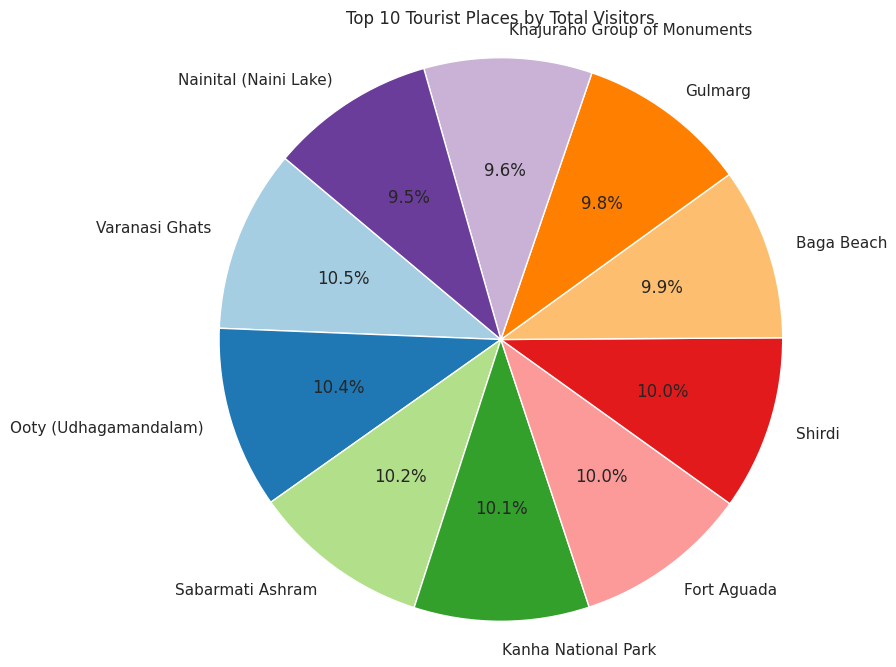 Top 10 Tourist Places by Total Visitors
Khajuraho Group of Monuments
Nainital (Naini Lake)
Gulmarg
9.6%
9.5%
9.8%
Varanasi Ghats
Baga Beach
10.5%
9.9%
10.4%
10.0%
Ooty (Udhagamandalam)
Shirdi
10.2%
10.0%
10.1%
Sabarmati Ashram
Fort Aguada
Kanha National Park